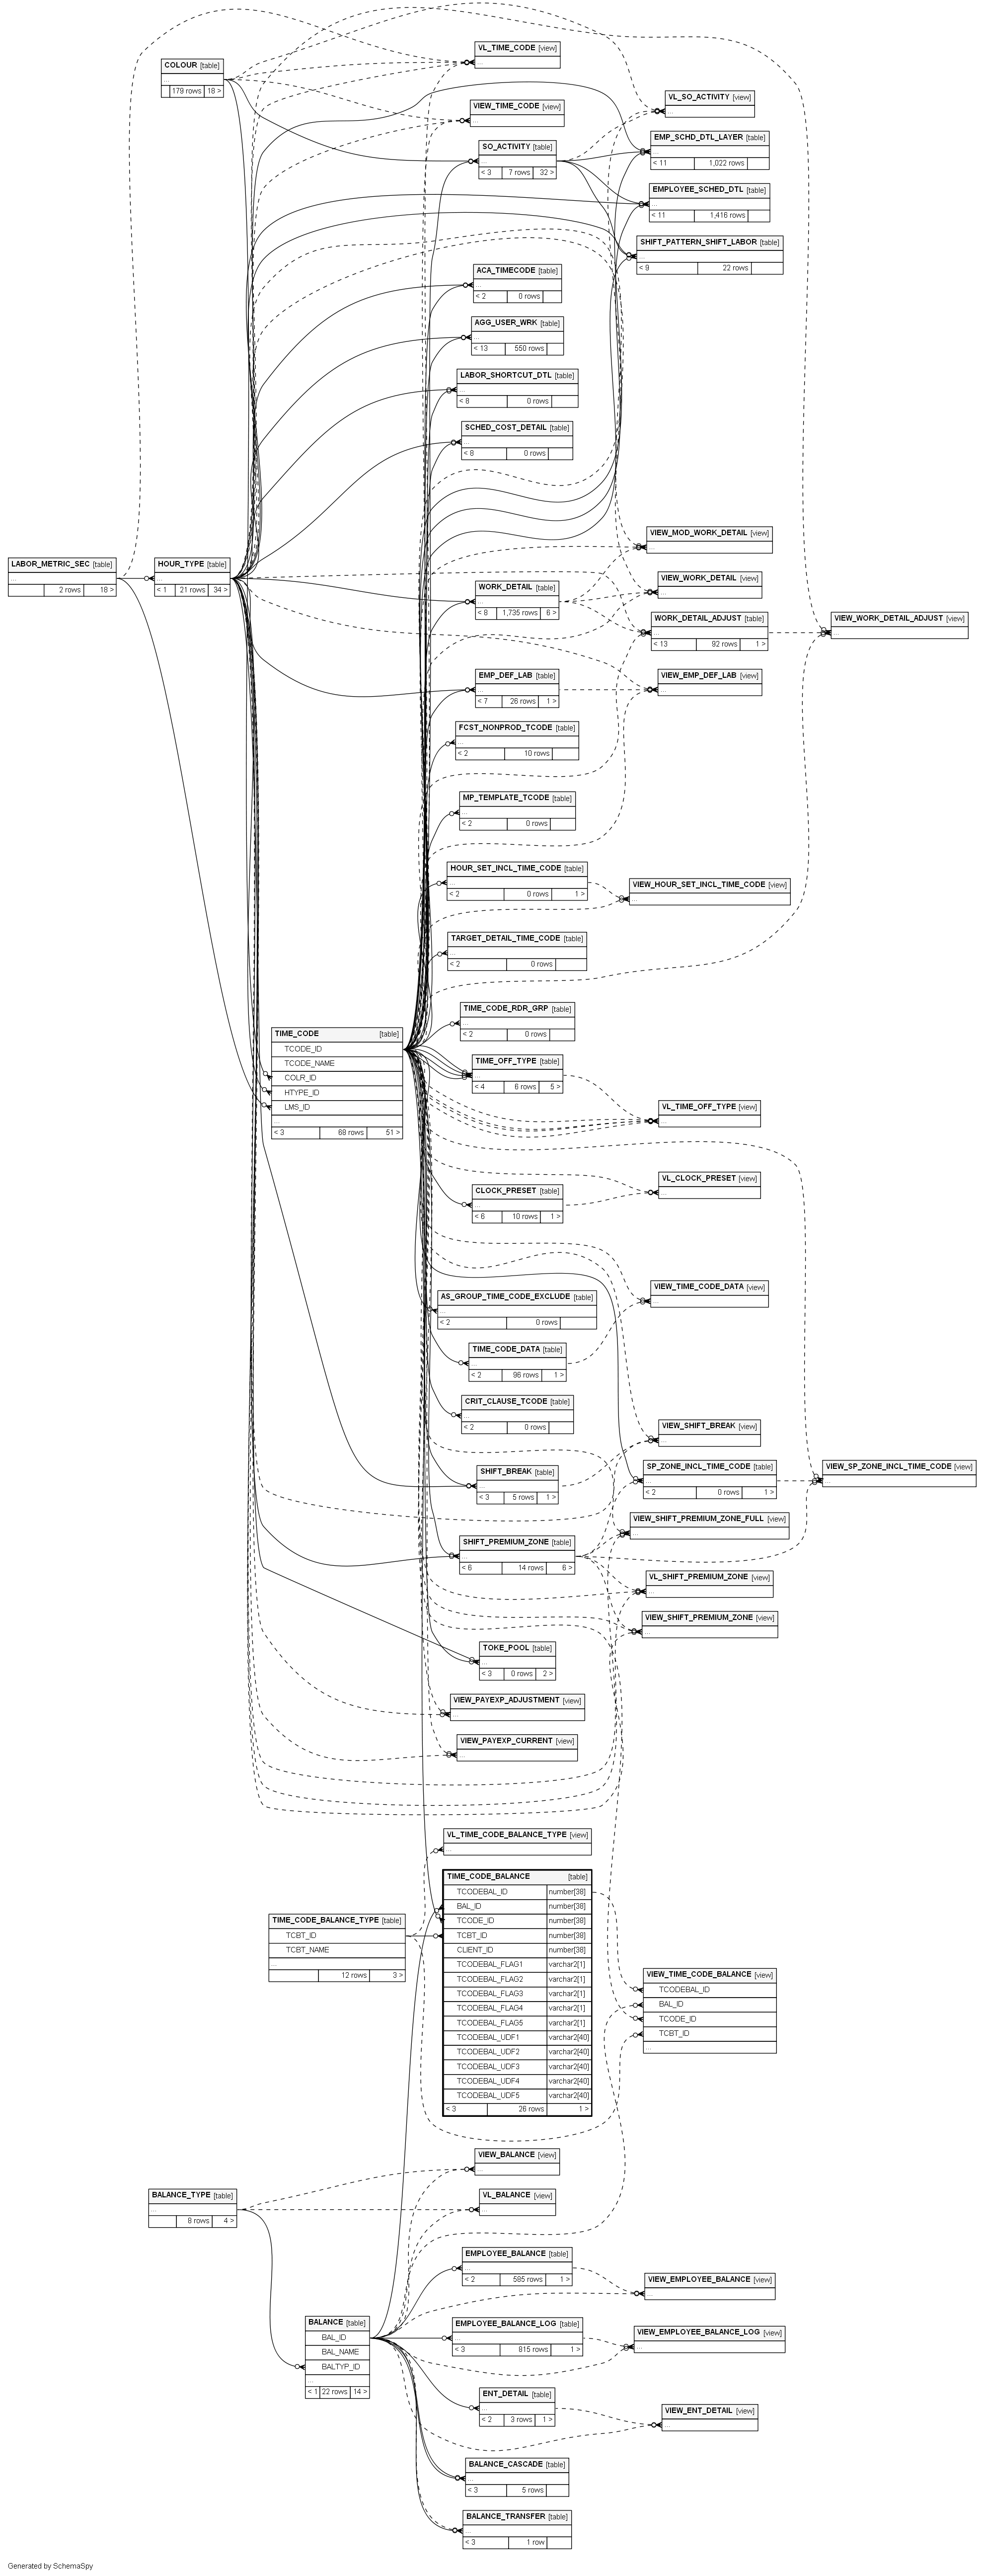 VL_TIME_CODE [view]
...
COLOUR [table]
...
179 rows 18 >
VL_SO_ACTIVITY [view]
...
VIEW_TIME_CODE [view]
...
EMP_SCHD_DTL_LAYER [table]
...
< 11 1,022 rows
SO_ACTIVITY [table]
...
< 3 7 rows 32 >
EMPLOYEE_SCHED_DTL [table]
...
< 11 1,416 rows
SHIFT_PATTERN_SHIFT_LABOR [table]
...
< 9 22 rows
ACA_TIMECODE [table]
...
< 2 0 rows
AGG_USER_WRK [table]
...
< 13 550 rows
LABOR_SHORTCUT_DTL [table]
...
< 8 0 rows
SCHED_COST_DETAIL [table]
...
< 8 0 rows
VIEW_MOD_WORK_DETAIL [view]
...
LABOR_METRIC_SEC [table]
...
2 rows 18 >
HOUR_TYPE [table]
...
< 1 21 rows 34 >
VIEW_WORK_DETAIL [view]
...
WORK_DETAIL [table]
...
< 8 1,735 rows 6 >
WORK_DETAIL_ADJUST [table]
...
< 13 92 rows 1 >
VIEW_WORK_DETAIL_ADJUST [view]
...
EMP_DEF_LAB [table]
...
< 7 26 rows 1 >
VIEW_EMP_DEF_LAB [view]
...
FCST_NONPROD_TCODE [table]
...
< 2 10 rows
MP_TEMPLATE_TCODE [table]
...
< 2 0 rows
HOUR_SET_INCL_TIME_CODE [table]
...
< 2 0 rows 1 >
VIEW_HOUR_SET_INCL_TIME_CODE [view]
...
TARGET_DETAIL_TIME_CODE [table]
...
< 2 0 rows
TIME_CODE_RDR_GRP [table]
...
< 2 0 rows
TIME_CODE [table]
TCODE_ID
TCODE_NAME
COLR_ID
HTYPE_ID
LMS_ID
...
< 3 68 rows 51 >
TIME_OFF_TYPE [table]
...
< 4 6 rows 5 >
VL_TIME_OFF_TYPE [view]
...
VL_CLOCK_PRESET [view]
...
CLOCK_PRESET [table]
...
< 6 10 rows 1 >
VIEW_TIME_CODE_DATA [view]
...
AS_GROUP_TIME_CODE_EXCLUDE [table]
...
< 2 0 rows
TIME_CODE_DATA [table]
...
< 2 96 rows 1 >
CRIT_CLAUSE_TCODE [table]
...
< 2 0 rows
VIEW_SHIFT_BREAK [view]
...
SHIFT_BREAK [table]
...
< 3 5 rows 1 >
SP_ZONE_INCL_TIME_CODE [table]
...
< 2 0 rows 1 >
VIEW_SP_ZONE_INCL_TIME_CODE [view]
...
VIEW_SHIFT_PREMIUM_ZONE_FULL [view]
...
SHIFT_PREMIUM_ZONE [table]
...
< 6 14 rows 6 >
VL_SHIFT_PREMIUM_ZONE [view]
...
VIEW_SHIFT_PREMIUM_ZONE [view]
...
TOKE_POOL [table]
...
< 3 0 rows 2 >
VIEW_PAYEXP_ADJUSTMENT [view]
...
VIEW_PAYEXP_CURRENT [view]
...
VL_TIME_CODE_BALANCE_TYPE [view]
...
TIME_CODE_BALANCE [table]
TCODEBAL_ID number[38]
BAL_ID number[38]
TCODE_ID number[38]
TCBT_ID number[38]
CLIENT_ID number[38]
TCODEBAL_FLAG1 varchar2[1]
TCODEBAL_FLAG2 varchar2[1]
TCODEBAL_FLAG3 varchar2[1]
TCODEBAL_FLAG4 varchar2[1]
TCODEBAL_FLAG5 varchar2[1]
TCODEBAL_UDF1 varchar2[40]
TCODEBAL_UDF2 varchar2[40]
TCODEBAL_UDF3 varchar2[40]
TCODEBAL_UDF4 varchar2[40]
TCODEBAL_UDF5 varchar2[40]
< 3 26 rows 1 >
TIME_CODE_BALANCE_TYPE [table]
TCBT_ID
TCBT_NAME
...
12 rows 3 >
VIEW_TIME_CODE_BALANCE [view]
TCODEBAL_ID
BAL_ID
TCODE_ID
TCBT_ID
...
VIEW_BALANCE [view]
...
BALANCE_TYPE [table]
...
8 rows 4 >
VL_BALANCE [view]
...
EMPLOYEE_BALANCE [table]
...
< 2 585 rows 1 >
VIEW_EMPLOYEE_BALANCE [view]
...
BALANCE [table]
BAL_ID
BAL_NAME
BALTYP_ID
...
< 1 22 rows 14 >
EMPLOYEE_BALANCE_LOG [table]
...
< 3 815 rows 1 >
VIEW_EMPLOYEE_BALANCE_LOG [view]
...
ENT_DETAIL [table]
...
< 2 3 rows 1 >
VIEW_ENT_DETAIL [view]
...
BALANCE_CASCADE [table]
...
< 3 5 rows
BALANCE_TRANSFER [table]
...
< 3 1 row
Generated by SchemaSpy